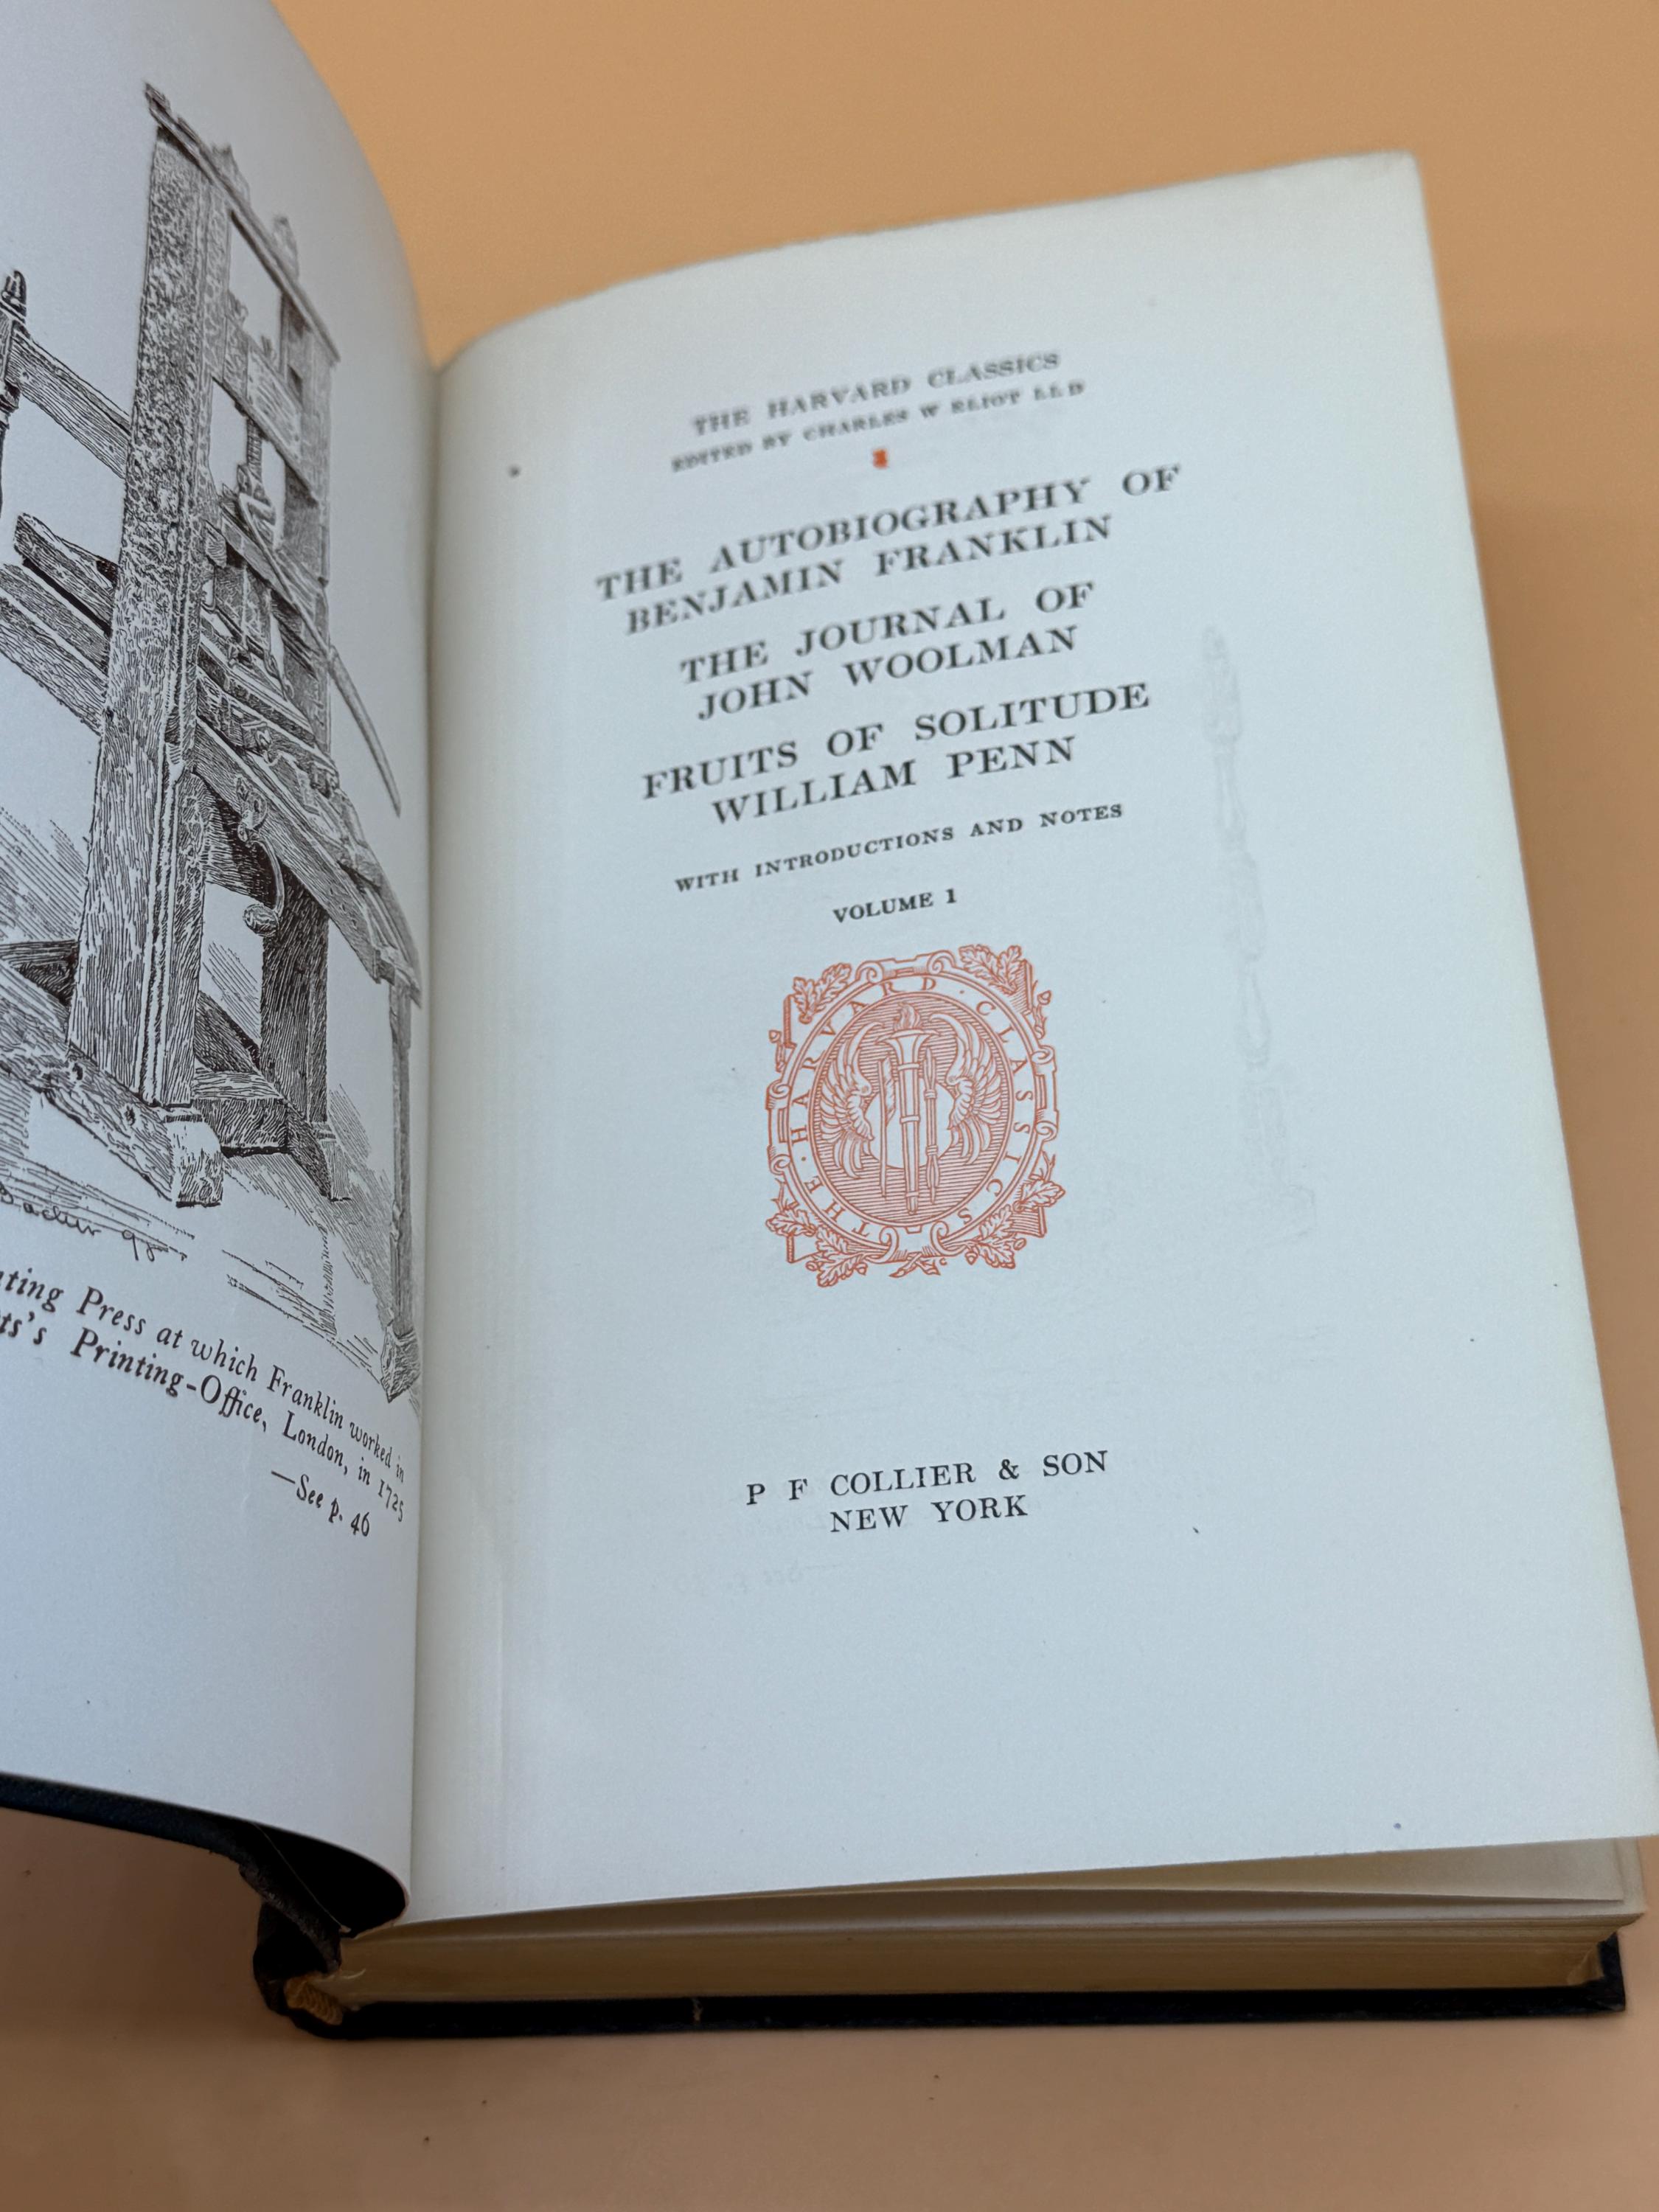 ting Press at which Franklin worked in
ts's Printing-Office, London, in 1725
—See p. 46
THE HARVARD CLASSICS
EDITED BY CHARLES W ELIOT LL D
THE AUTOBIOGRAPHY OF
BENJAMIN FRANKLIN
THE JOURNAL OF
JOHN WOOLMAN
FRUITS OF SOLITUDE
WILLIAM PENN
WITH INTRODUCTIONS AND NOTES
VOLUME 1
THE · HARVARD · CLASSICS
P F COLLIER & SON
NEW YORK